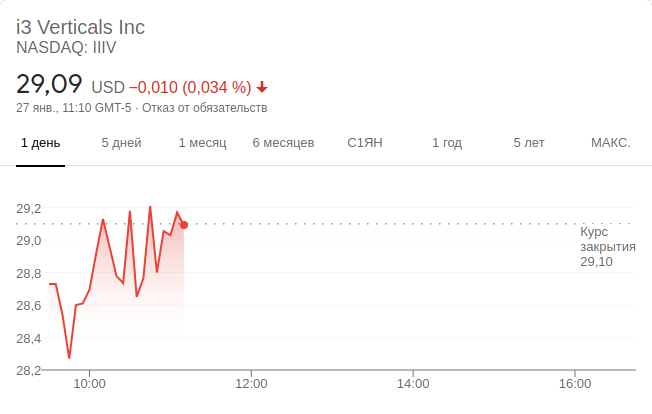 i3 Verticals Inc
NASDAQ: IIIV
29,09 USD −0,010 (0,034 %)
27 янв., 11:10 GMT-5 · Отказ от обязательств
1 день 5 дней 1 месяц 6 месяцев С1ЯН 1 год 5 лет МАКС.
29,2
29,0
28,8
28,6
28,4
28,2
Курс
закрытия
29,10
10:00 12:00 14:00 16:00